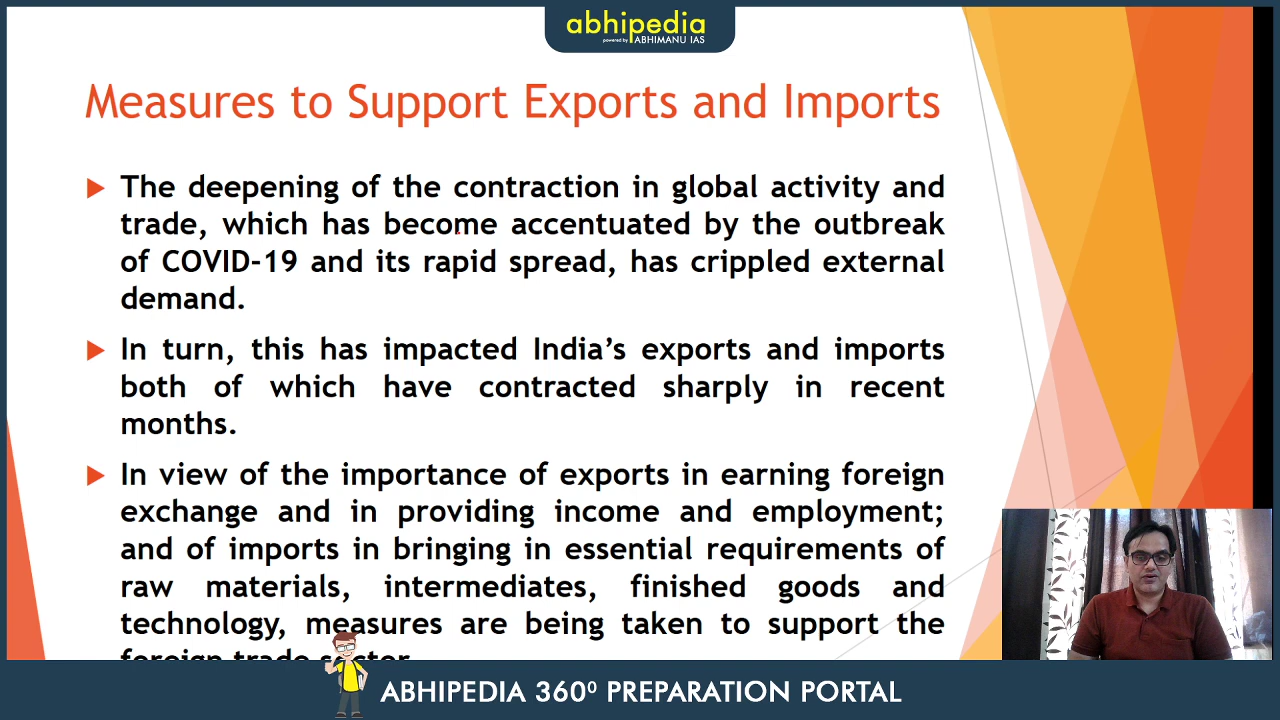 abhipedia
powered by ABHIMANU IAS
Measures to Support Exports and Imports
The deepening of the contraction in global activity and
trade, which has become accentuated by the outbreak
of COVID-19 and its rapid spread, has crippled external
demand.
In turn, this has impacted India’s exports and imports
both of which have contracted sharply in recent
months.
In view of the importance of exports in earning foreign
exchange and in providing income and employment;
and of imports in bringing in essential requirements of
raw materials, intermediates, finished goods and
technology, measures are being taken to support the
foreign trade sector
ABHIPEDIA 360⁰ PREPARATION PORTAL